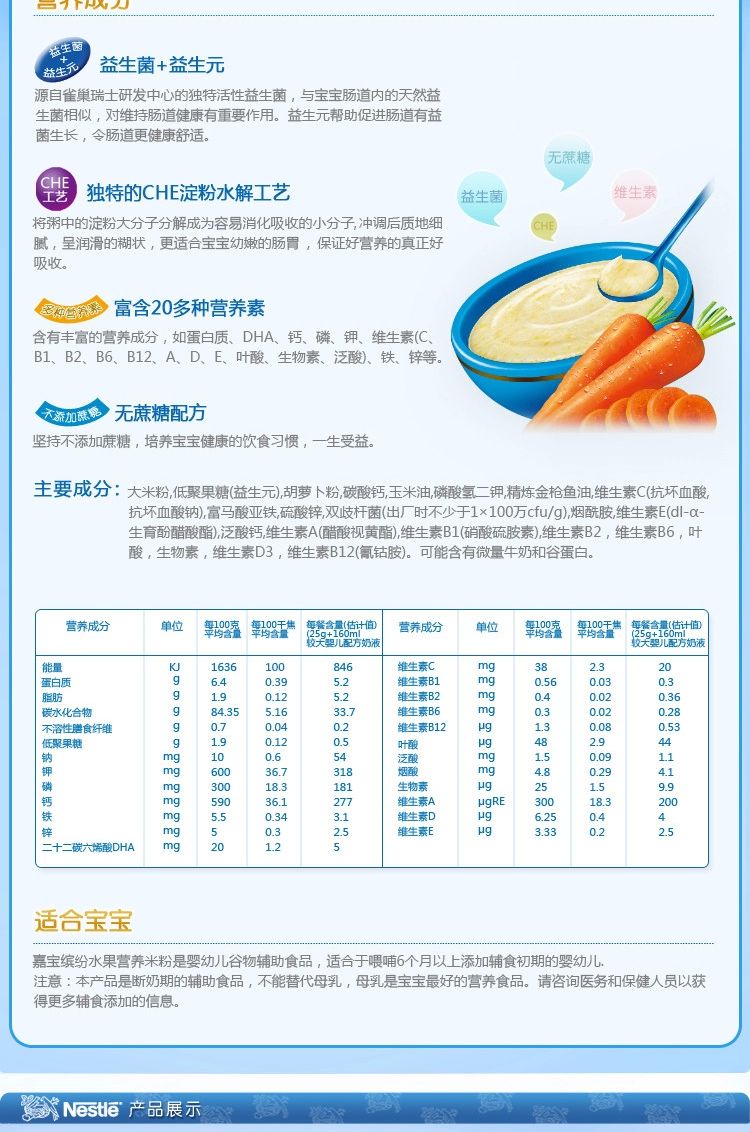 营养成分
益生菌
+
益生元
益生菌+益生元
源自雀巢瑞士研发中心的独特活性益生菌，与宝宝肠道内的天然益
生菌相似，对维持肠道健康有重要作用。益生元帮助促进肠道有益
菌生长，令肠道更健康舒适。
CHE
工艺
独特的CHE淀粉水解工艺
将粥中的淀粉大分子分解成为容易消化吸收的小分子,冲调后质地细
腻，呈润滑的糊状，更适合宝宝幼嫩的肠胃 ，保证好营养的真正好
吸收。
无蔗糖
益生菌
维生素
CHE
多种营养素
富含20多种营养素
含有丰富的营养成分，如蛋白质、DHA、钙、磷、钾、维生素(C、
B1、B2、B6、B12、A、D、E、叶酸、生物素、泛酸)、铁、锌等。
不添加蔗糖
无蔗糖配方
坚持不添加蔗糖，培养宝宝健康的饮食习惯，一生受益。
主要成分：大米粉,低聚果糖(益生元),胡萝卜粉,碳酸钙,玉米油,磷酸氢二钾,精炼金枪鱼油,维生素C(抗坏血酸,
抗坏血酸钠),富马酸亚铁,硫酸锌,双歧杆菌(出厂时不少于1×100万cfu/g),烟酰胺,维生素E(dl-α-
生育酚醋酸酯),泛酸钙,维生素A(醋酸视黄酯),维生素B1(硝酸硫胺素),维生素B2，维生素B6，叶
酸，生物素，维生素D3，维生素B12(氰钴胺)。可能含有微量牛奶和谷蛋白。
营养成分 单位 每100克平均含量 每100千焦平均含量 每餐含量(估计值)(25g+160ml较大婴儿配方奶液 营养成分 单位 每100克平均含量 每100千焦平均含量 每餐含量(估计值)(25g+160ml较大婴儿配方奶液
能量 KJ 1636 100 846 维生素C mg 38 2.3 20
蛋白质 g 6.4 0.39 5.2 维生素B1 mg 0.56 0.03 0.3
脂肪 g 1.9 0.12 5.2 维生素B2 mg 0.4 0.02 0.36
碳水化合物 g 84.35 5.16 33.7 维生素B6 mg 0.3 0.02 0.28
不溶性膳食纤维 g 0.7 0.04 0.2 维生素B12 μg 1.3 0.08 0.53
低聚果糖 g 1.9 0.12 0.5 叶酸 μg 48 2.9 44
钠 mg 10 0.6 54 泛酸 mg 1.5 0.09 1.1
钾 mg 600 36.7 318 烟酸 mg 4.8 0.29 4.1
磷 mg 300 18.3 181 生物素 μg 25 1.5 9.9
钙 mg 590 36.1 277 维生素A μgRE 300 18.3 200
铁 mg 5.5 0.34 3.1 维生素D μg 6.25 0.4 4
锌 mg 5 0.3 2.5 维生素E μg 3.33 0.2 2.5
二十二碳六烯酸DHA mg 20 1.2 5
适合宝宝
嘉宝缤纷水果营养米粉是婴幼儿谷物辅助食品，适合于喂哺6个月以上添加辅食初期的婴幼儿.
注意：本产品是断奶期的辅助食品，不能替代母乳，母乳是宝宝最好的营养食品。请咨询医务和保健人员以获
得更多辅食添加的信息。
Nestlé 产品展示